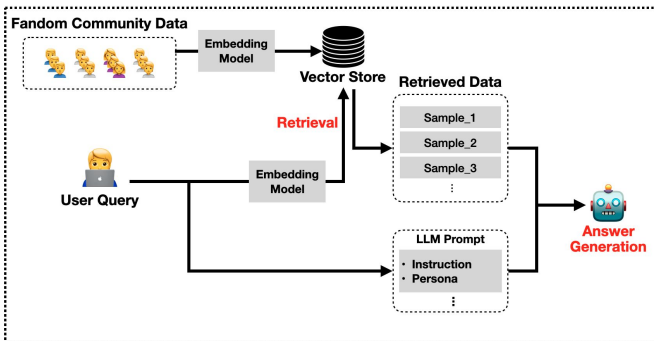 Fandom Community Data
Embedding
Model
Vector Store
Retrieved Data
Sample_1
Sample_2
Sample_3
⋮
Retrieval
User Query
Embedding
Model
LLM Prompt
• Instruction
• Persona
⋮
Answer
Generation